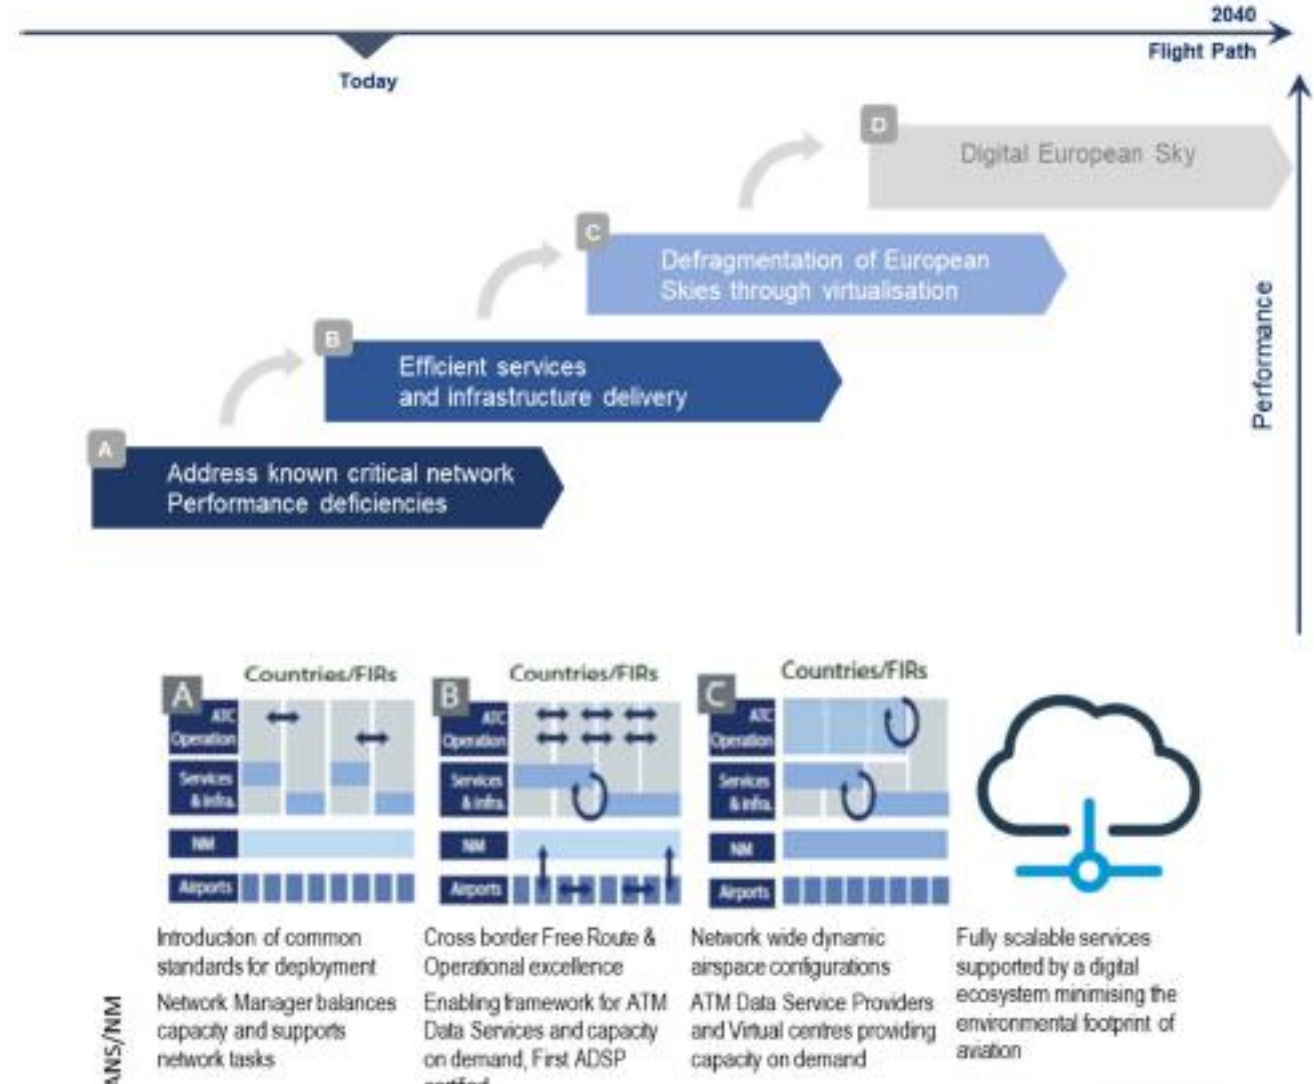 2040
Flight Path
Today
D
Digital European Sky
C
Defragmentation of European
Skies through virtualisation
B
Efficient services
and infrastructure delivery
A
Address known critical network
Performance deficiencies
Performance
A
Countries/FIRs
ATC
Operation
Services
& infra.
NM
Airports
B
Countries/FIRs
ATC
Operation
Services
& infra.
NM
Airports
C
Countries/FIRs
ATC
Operation
Services
& infra.
NM
Airports
ANS/NM
Introduction of common
standards for deployment
Network Manager balances
capacity and supports
network tasks
Cross border Free Route &
Operational excellence
Enabling framework for ATM
Data Services and capacity
on demand, First ADSP
Network wide dynamic
airspace configurations
ATM Data Service Providers
and Virtual centres providing
capacity on demand
Fully scalable services
supported by a digital
ecosystem minimising the
environmental footprint of
aviation